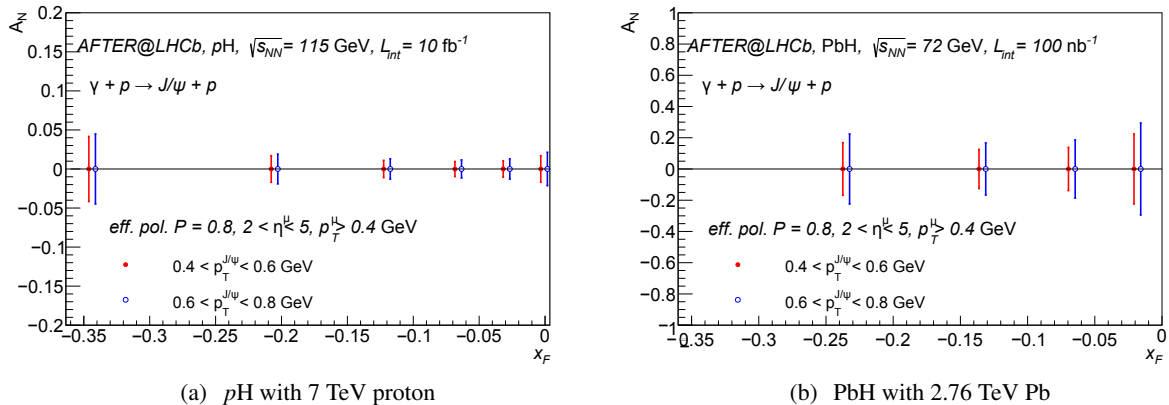 A_N
0.2
0.15
0.1
0.05
0
−0.05
−0.1
−0.15
−0.2
AFTER@LHCb, pH, √s_NN = 115 GeV, L_int = 10 fb⁻¹
γ + p → J/ψ + p
eff. pol. P = 0.8, 2 < η^μ < 5, p_T^μ > 0.4 GeV
0.4 < p_T^J/ψ < 0.6 GeV
0.6 < p_T^J/ψ < 0.8 GeV
−0.35 −0.3 −0.25 −0.2 −0.15 −0.1 −0.05 0
x_F
(a) pH with 7 TeV proton
A_N
1
0.8
0.6
0.4
0.2
0
−0.2
−0.4
−0.6
−0.8
−1
AFTER@LHCb, PbH, √s_NN = 72 GeV, L_int = 100 nb⁻¹
γ + p → J/ψ + p
eff. pol. P = 0.8, 2 < η^μ < 5, p_T^μ > 0.4 GeV
0.4 < p_T^J/ψ < 0.6 GeV
0.6 < p_T^J/ψ < 0.8 GeV
−0.35 −0.3 −0.25 −0.2 −0.15 −0.1 −0.05 0
x_F
(b) PbH with 2.76 TeV Pb